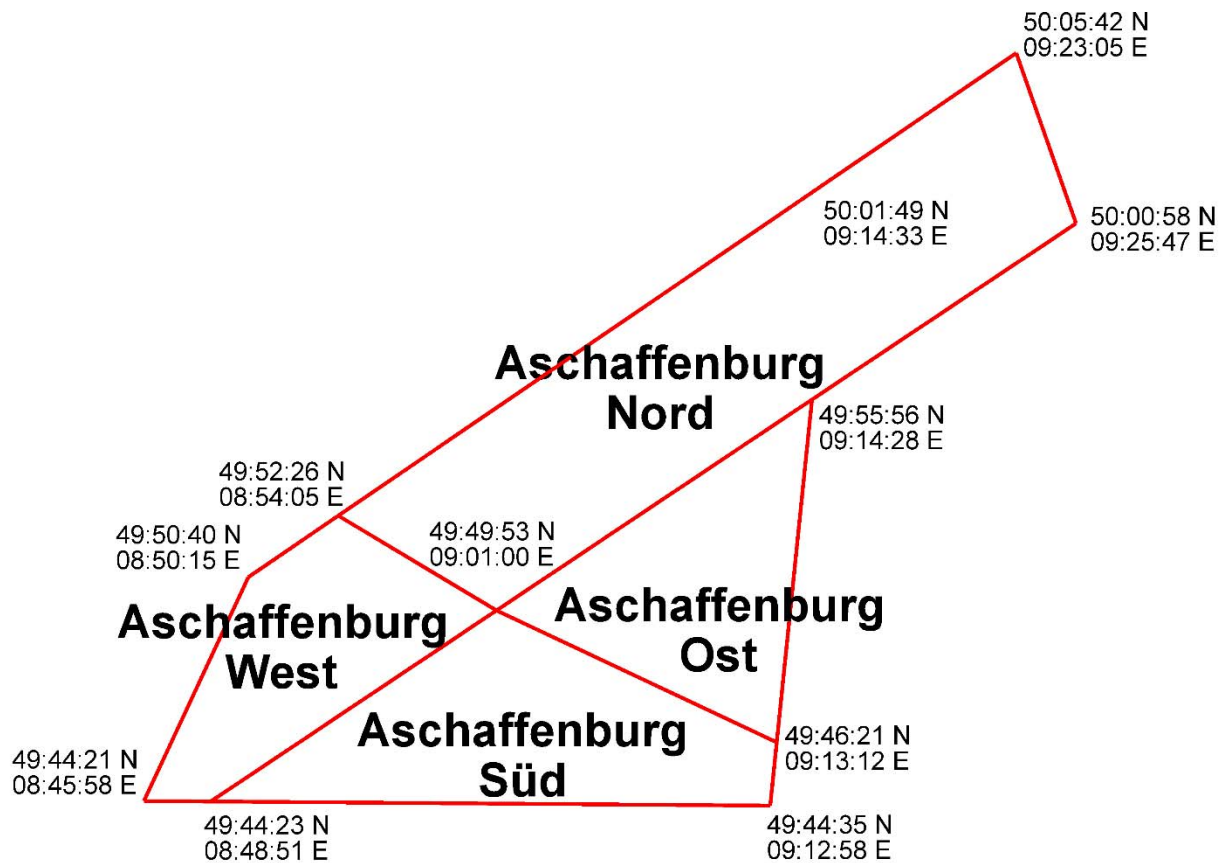 50:05:42 N
09:23:05 E
50:01:49 N
09:14:33 E
50:00:58 N
09:25:47 E
Aschaffenburg
Nord
49:55:56 N
09:14:28 E
49:52:26 N
08:54:05 E
49:50:40 N
08:50:15 E
49:49:53 N
09:01:00 E
Aschaffenburg
West
Aschaffenburg
Ost
Aschaffenburg
Süd
49:44:21 N
08:45:58 E
49:46:21 N
09:13:12 E
49:44:23 N
08:48:51 E
49:44:35 N
09:12:58 E